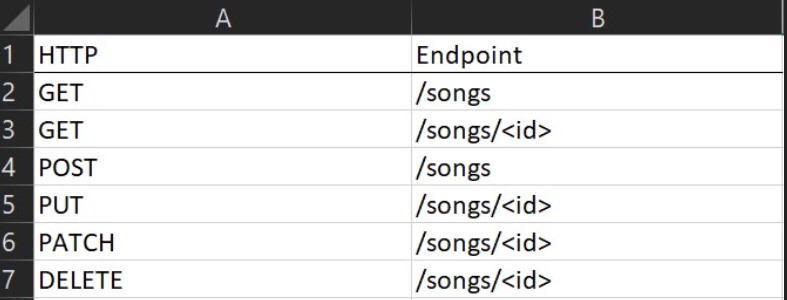 A B
1 HTTP Endpoint
2 GET /songs
3 GET /songs/<id>
4 POST /songs
5 PUT /songs/<id>
6 PATCH /songs/<id>
7 DELETE /songs/<id>